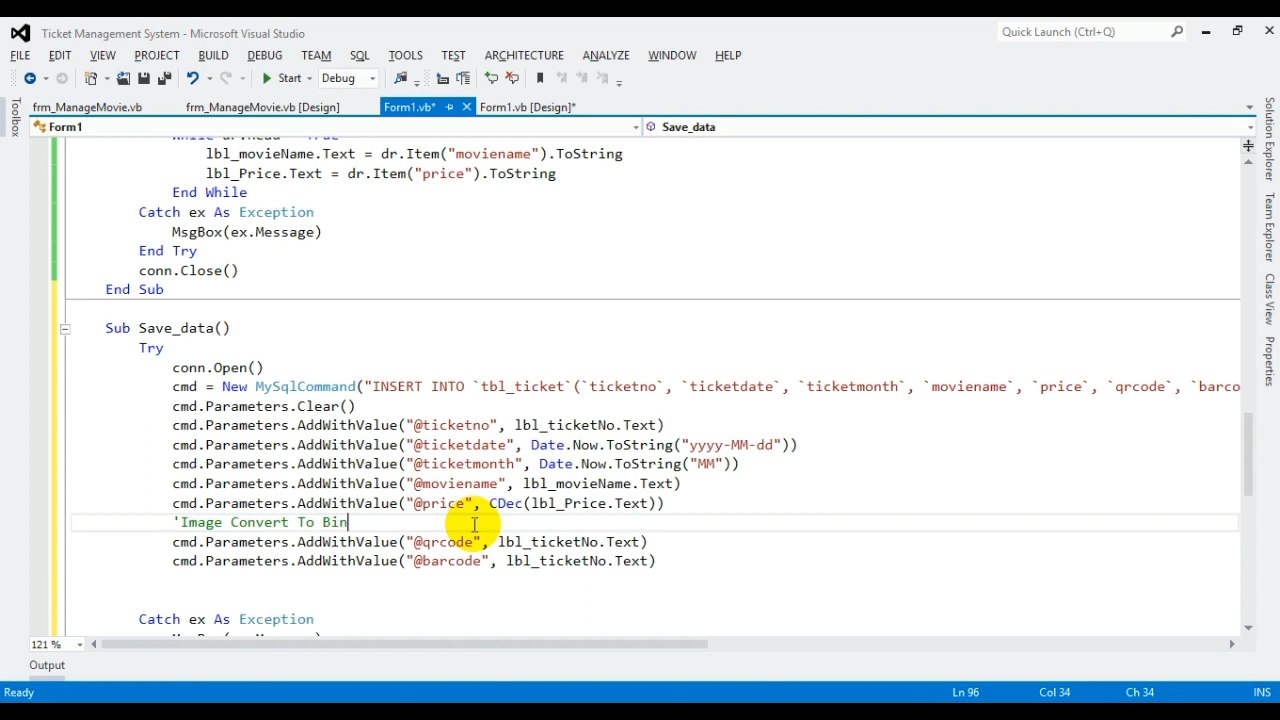 Ticket Management System - Microsoft Visual Studio
Quick Launch (Ctrl+Q)
FILE EDIT VIEW PROJECT BUILD DEBUG TEAM SQL TOOLS TEST ARCHITECTURE ANALYZE WINDOW HELP
Start Debug
frm_ManageMovie.vb frm_ManageMovie.vb [Design] Form1.vb* Form1.vb [Design]*
Form1 Save_data
lbl_movieName.Text = dr.Item("moviename").ToString
lbl_Price.Text = dr.Item("price").ToString
End While
Catch ex As Exception
MsgBox(ex.Message)
End Try
conn.Close()
End Sub
Sub Save_data()
Try
conn.Open()
cmd = New MySqlCommand("INSERT INTO `tbl_ticket`(`ticketno`, `ticketdate`, `ticketmonth`, `moviename`, `price`, `qrcode`, `barco
cmd.Parameters.Clear()
cmd.Parameters.AddWithValue("@ticketno", lbl_ticketNo.Text)
cmd.Parameters.AddWithValue("@ticketdate", Date.Now.ToString("yyyy-MM-dd"))
cmd.Parameters.AddWithValue("@ticketmonth", Date.Now.ToString("MM"))
cmd.Parameters.AddWithValue("@moviename", lbl_movieName.Text)
cmd.Parameters.AddWithValue("@price", CDec(lbl_Price.Text))
'Image Convert To Bin
cmd.Parameters.AddWithValue("@qrcode", lbl_ticketNo.Text)
cmd.Parameters.AddWithValue("@barcode", lbl_ticketNo.Text)
Catch ex As Exception
121 %
Output
Ready Ln 96 Col 34 Ch 34 INS
Toolbox
Solution Explorer
Team Explorer
Class View
Properties